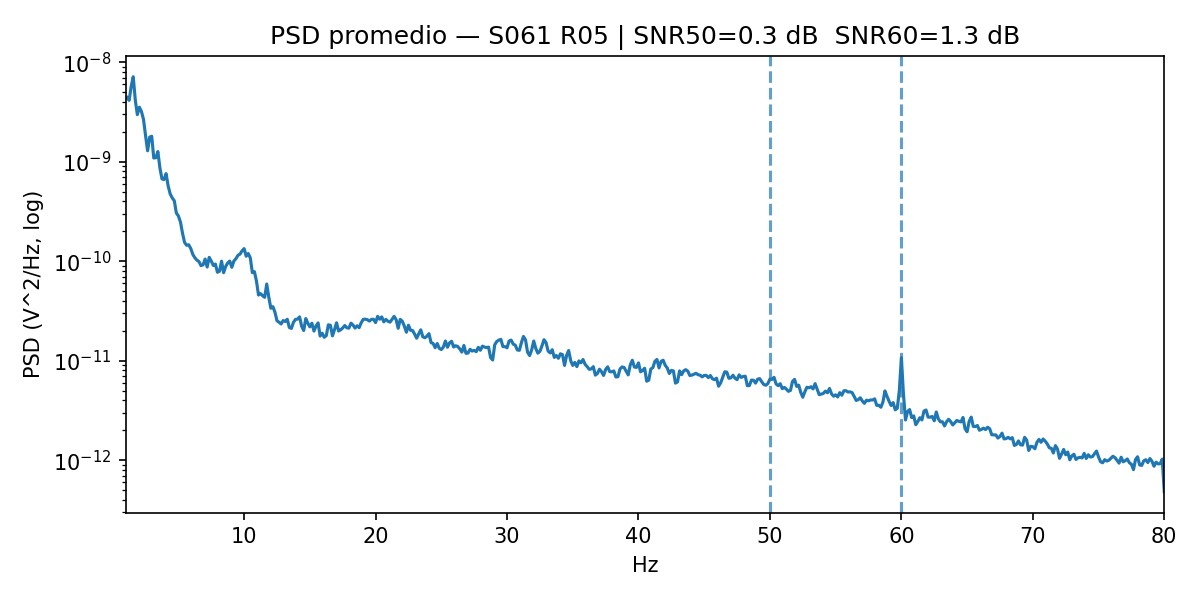 PSD promedio — S061 R05 | SNR50=0.3 dB  SNR60=1.3 dB
PSD (V^2/Hz, log)
10⁻⁸
10⁻⁹
10⁻¹⁰
10⁻¹¹
10⁻¹²
10 20 30 40 50 60 70 80
Hz